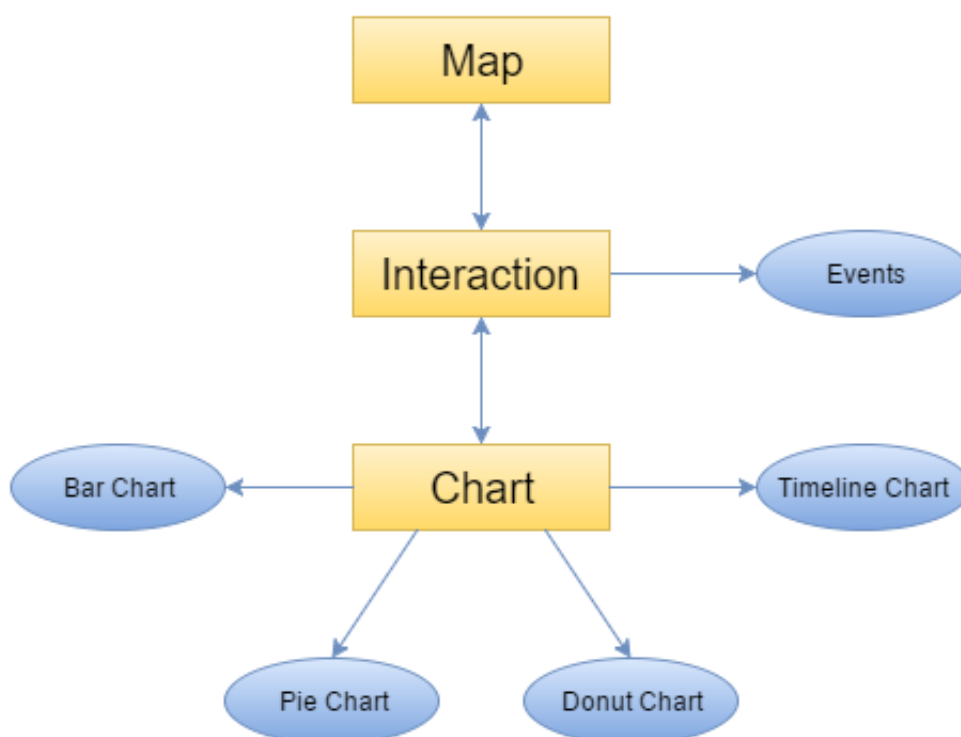 Map
Interaction
Events
Bar Chart
Chart
Timeline Chart
Pie Chart
Donut Chart